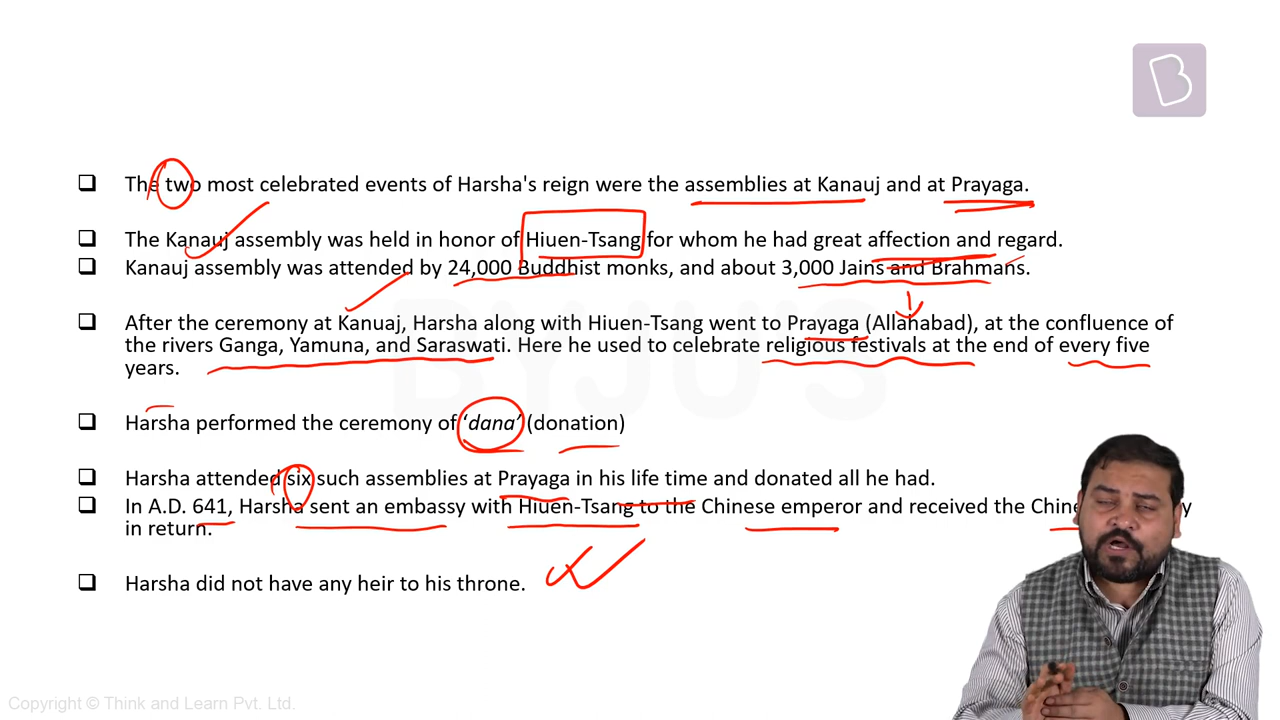 The two most celebrated events of Harsha's reign were the assemblies at Kanauj and at Prayaga.
The Kanauj assembly was held in honor of Hiuen-Tsang for whom he had great affection and regard.
Kanauj assembly was attended by 24,000 Buddhist monks, and about 3,000 Jains and Brahmans.
After the ceremony at Kanuaj, Harsha along with Hiuen-Tsang went to Prayaga (Allahabad), at the confluence of
the rivers Ganga, Yamuna, and Saraswati. Here he used to celebrate religious festivals at the end of every five
years.
Harsha performed the ceremony of ‘dana’ (donation)
Harsha attended six such assemblies at Prayaga in his life time and donated all he had.
In A.D. 641, Harsha sent an embassy with Hiuen-Tsang to the Chinese emperor and received the
in return.
Harsha did not have any heir to his throne.
BYJU'S
Copyright © Think and Learn Pvt. Ltd.
B